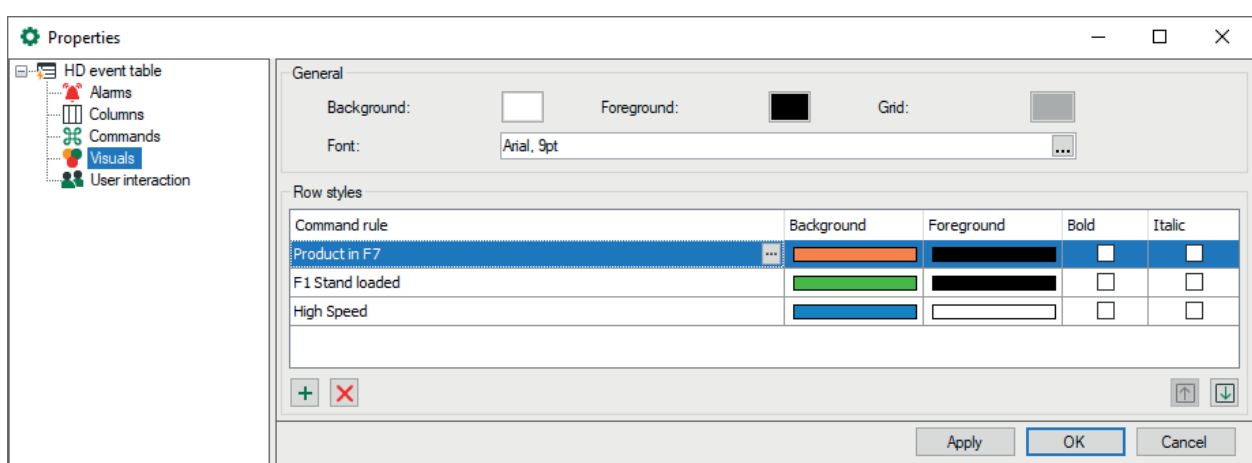 Properties
HD event table
Alarms
Columns
Commands
Visuals
User interaction
General
Background: Foreground: Grid:
Font: Arial, 9pt ...
Row styles
Command rule Background Foreground Bold Italic
Product in F7 ...
F1 Stand loaded
High Speed
Apply OK Cancel